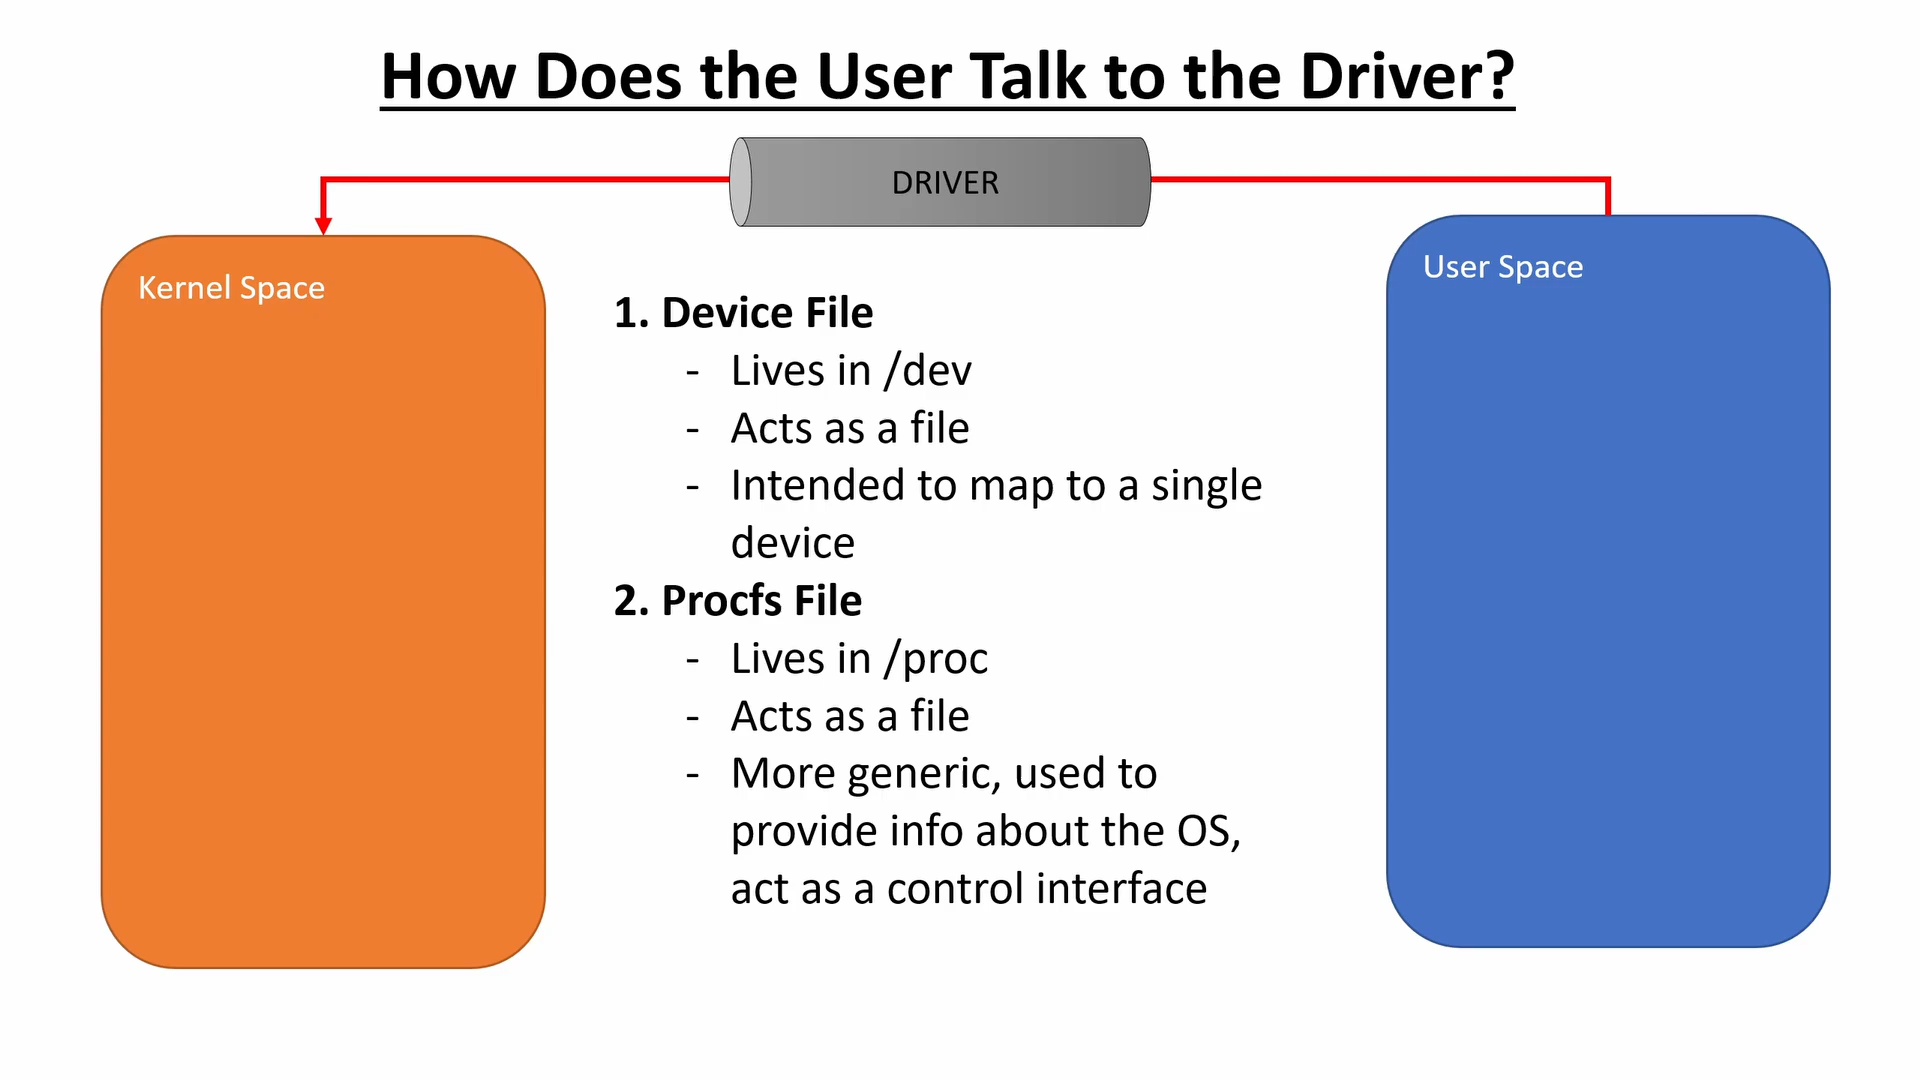 How Does the User Talk to the Driver?
DRIVER
Kernel Space
User Space
1. Device File
- Lives in /dev
- Acts as a file
- Intended to map to a single
device
2. Procfs File
- Lives in /proc
- Acts as a file
- More generic, used to
provide info about the OS,
act as a control interface